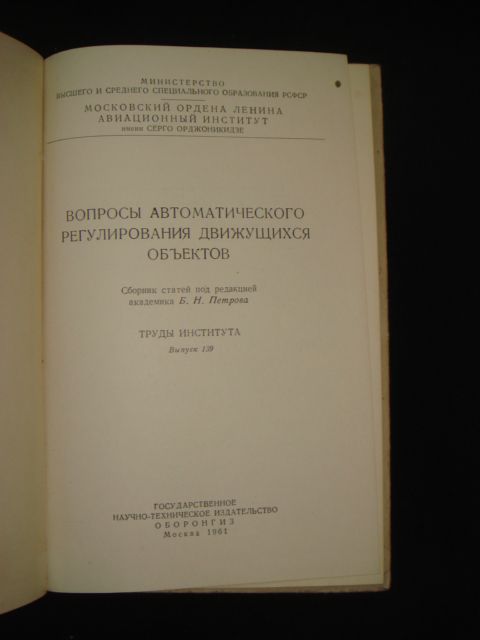 МИНИСТЕРСТВО
ВЫСШЕГО И СРЕДНЕГО СПЕЦИАЛЬНОГО ОБРАЗОВАНИЯ РСФСР
МОСКОВСКИЙ ОРДЕНА ЛЕНИНА
АВИАЦИОННЫЙ ИНСТИТУТ
имени СЕРГО ОРДЖОНИКИДЗЕ
ВОПРОСЫ АВТОМАТИЧЕСКОГО
РЕГУЛИРОВАНИЯ ДВИЖУЩИХСЯ
ОБЪЕКТОВ
Сборник статей под редакцией
академика Б. Н. Петрова
ТРУДЫ ИНСТИТУТА
Выпуск 139
ГОСУДАРСТВЕННОЕ
НАУЧНО-ТЕХНИЧЕСКОЕ ИЗДАТЕЛЬСТВО
ОБОРОНГИЗ
Москва 1961